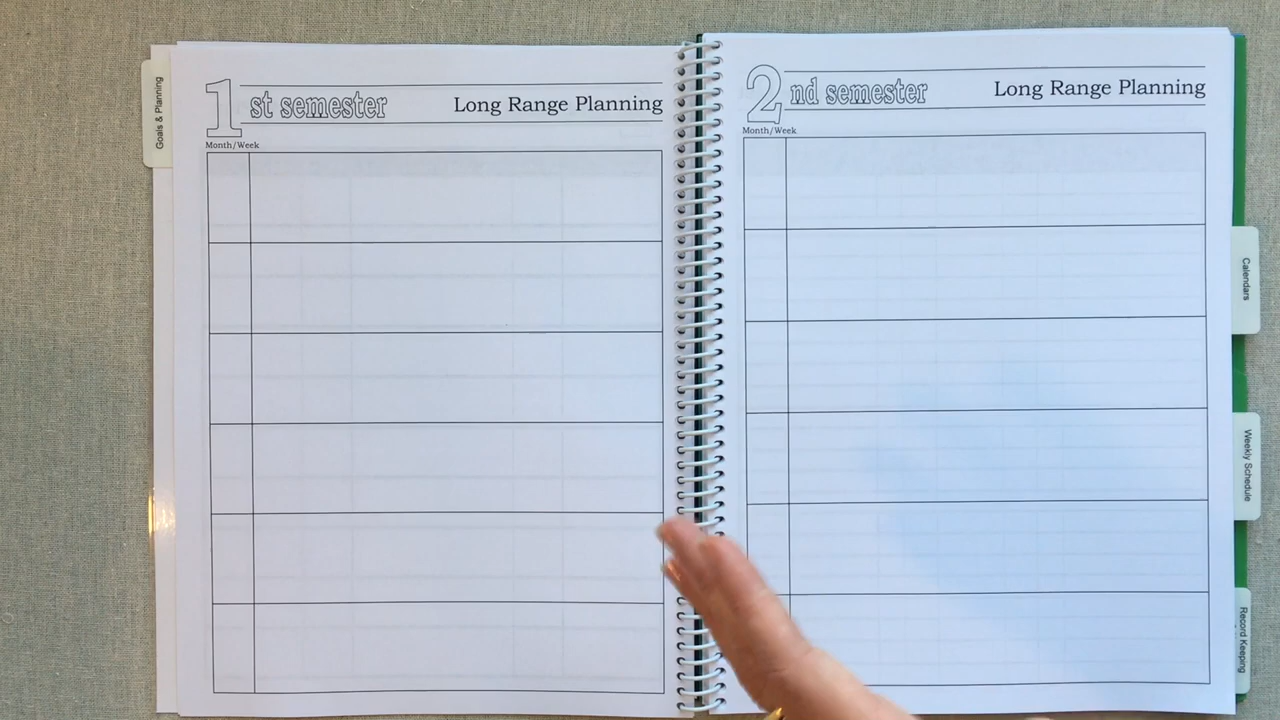 Goals & Planning
1st semester
Long Range Planning
Month/Week
2nd semester
Long Range Planning
Month/Week
Calendars
Weekly Schedule
Record Keeping